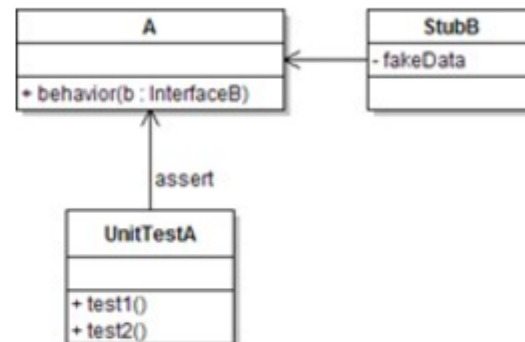 A
+ behavior(b : InterfaceB)
StubB
- fakeData
assert
UnitTestA
+ test1()
+ test2()